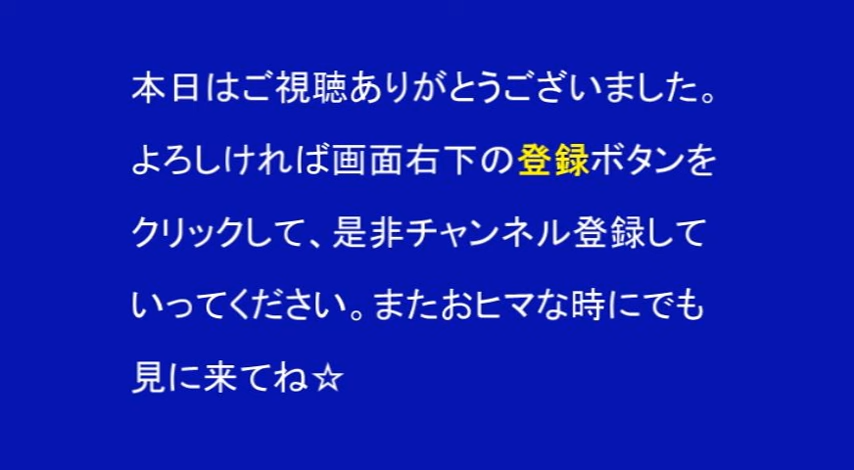 本日はご視聴ありがとうございました。
よろしければ画面右下の登録ボタンを
クリックして、是非チャンネル登録して
いってください。またおヒマな時にでも
見に来てね☆